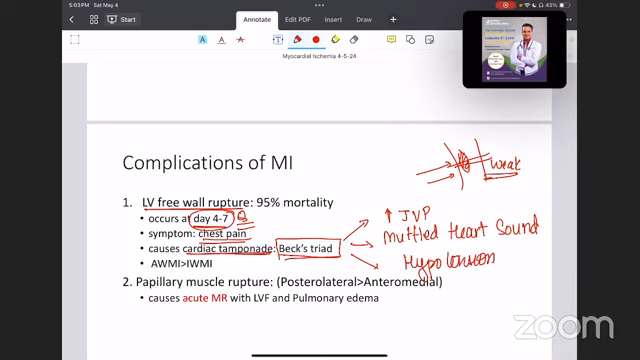 5:03 PM Sat May 4
43%
Start
Annotate
Edit PDF
Insert
Draw
Myocardial Ischemia 4-5-24
Complications of MI
weak
1. LV free wall rupture: 95% mortality
occurs at day 4-7
symptom: chest pain
causes cardiac tamponade: Beck's triad
AWMI>IWMI
↑ JVP
Muffled Heart Sound
Hypotension
2. Papillary muscle rupture: (Posterolateral>Anteromedial)
causes acute MR with LVF and Pulmonary edema
zoom